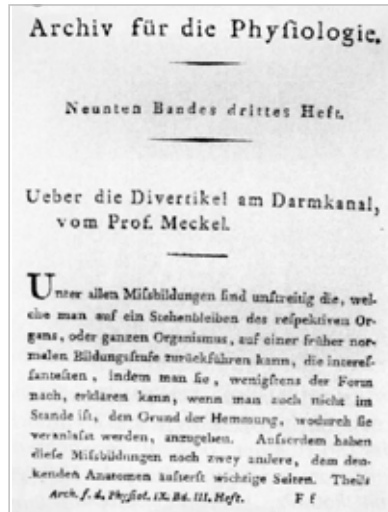 Archiv für die Phyſiologie.
Neunten Bandes drittes Heft.
Ueber die Divertikel am Darmkanal,
vom Prof. Meckel.
Unter allen Miſsbildungen ſind unſtreitig die, wel-
che man auf ein Stehenbleiben des reſpektiven Or-
gans, oder ganzen Organismus, auf einer früher nor-
malen Bildungsſtufe zurückführen kann, die intereſ-
ſanteſten, indem man ſie, wenigſtens der Form
nach, erklären kann, wenn man auch nicht im
Stande iſt, den Grund der Hemmung, wodurch ſie
veranlaſst werden, anzugeben. Auſserdem haben
dieſe Miſsbildungen noch zwey andere, dem den-
kenden Anatomen äuſserſt wichtige Seiten. Theils
Arch. f. d. Phyſiol. IX. Bd. III. Heft. F f